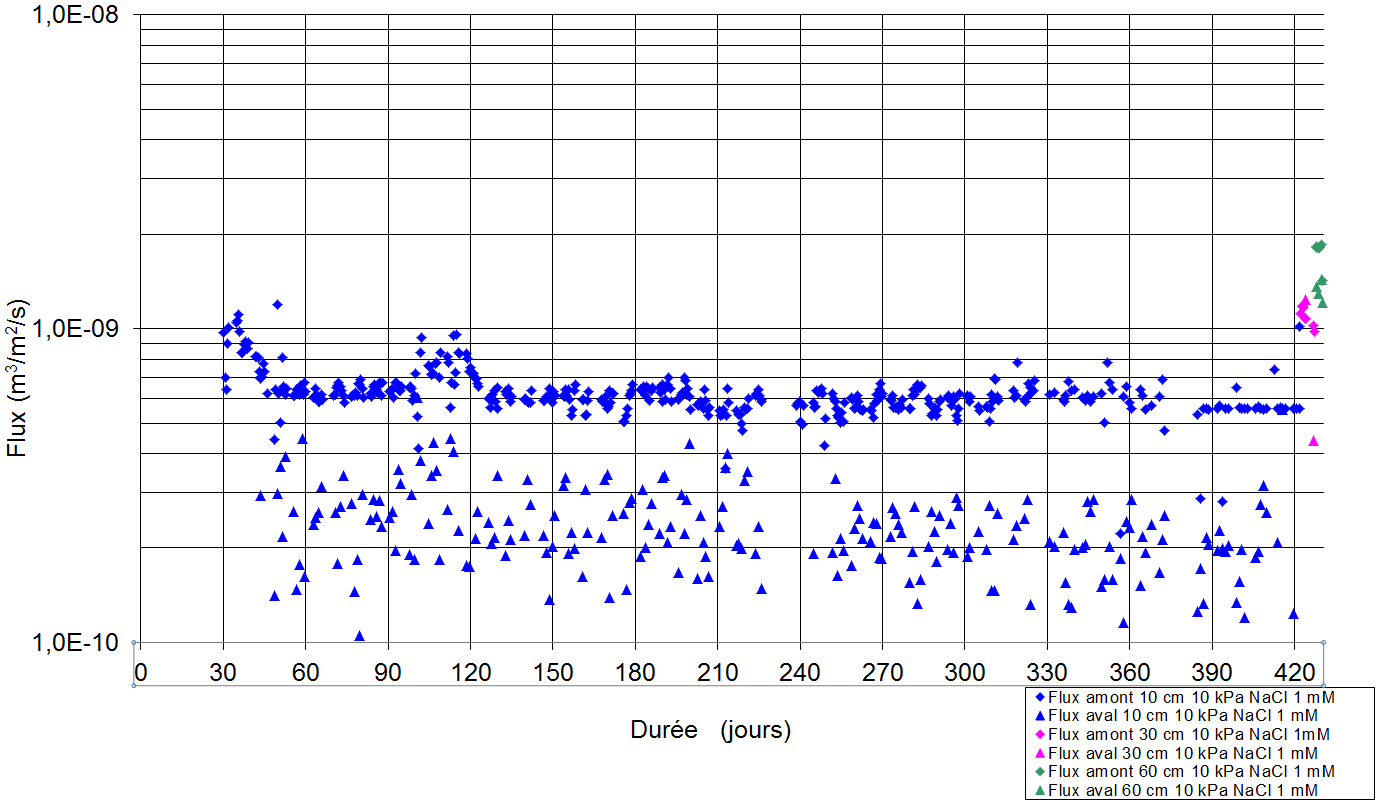 1,0E-08
1,0E-09
1,0E-10
Flux (m³/m²/s)
0 30 60 90 120 150 180 210 240 270 300 330 360 390 420
Durée (jours)
Flux amont 10 cm 10 kPa NaCl 1 mM
Flux aval 10 cm 10 kPa NaCl 1 mM
Flux amont 30 cm 10 kPa NaCl 1mM
Flux aval 30 cm 10 kPa NaCl 1 mM
Flux amont 60 cm 10 kPa NaCl 1 mM
Flux aval 60 cm 10 kPa NaCl 1 mM